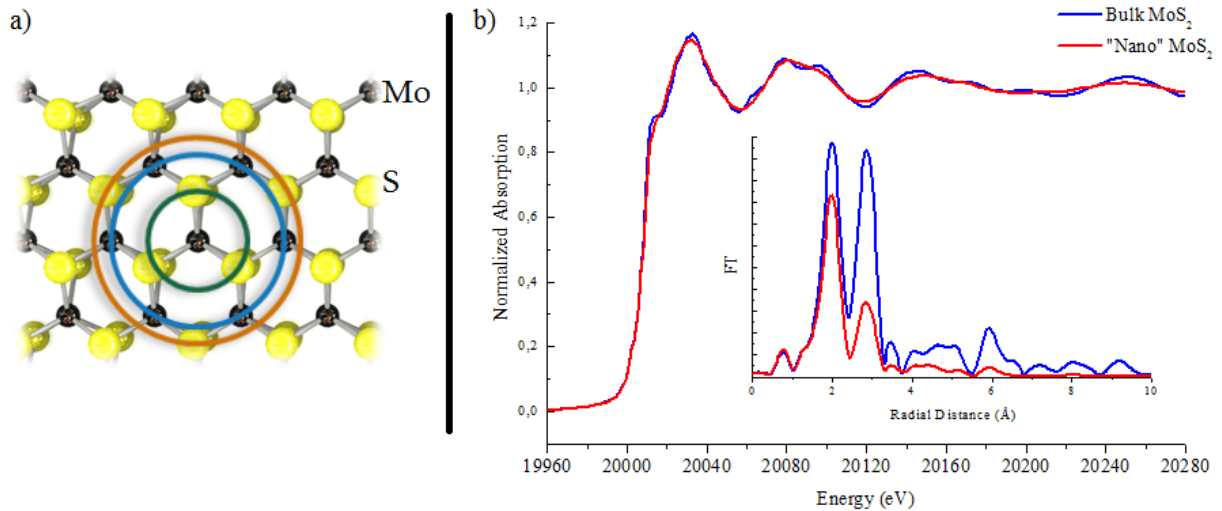 a)
Mo
S
b)
Bulk MoS2
"Nano" MoS2
Normalized Absorption
1,2
1,0
0,8
0,6
0,4
0,2
0,0
FT
0 2 4 6 8 10
Radial Distance (Å)
19960 20000 20040 20080 20120 20160 20200 20240 20280
Energy (eV)